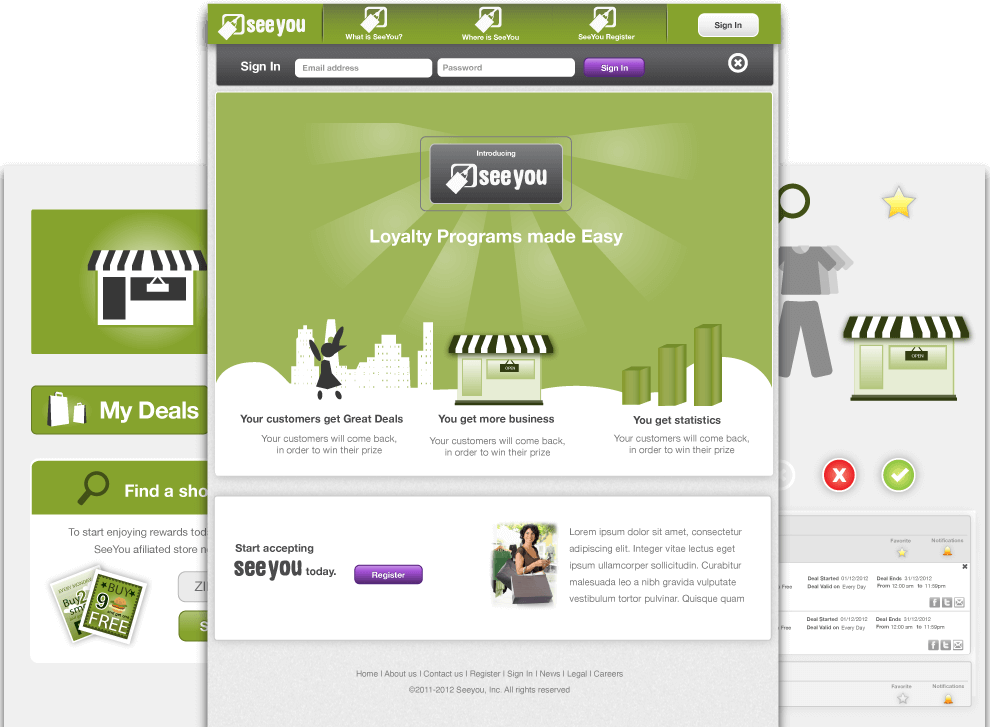 seeyou
What is SeeYou?
Where is SeeYou
SeeYou Register
Sign In
Sign In
Email address
Password
Sign In
Introducing
seeyou
Loyalty Programs made Easy
OPEN
Your customers get Great Deals
Your customers will come back,
in order to win their prize
You get more business
Your customers will come back,
in order to win their prize
You get statistics
Your customers will come back,
in order to win their prize
Start accepting
seeyou today.
Register
Lorem ipsum dolor sit amet, consectetur
adipiscing elit. Integer vitae lectus eget
ipsum ullamcorper sollicitudin. Curabitur
malesuada leo a nibh gravida vulputate
vestibulum tortor pulvinar. Quisque quam
Home I About us I Contact us I Register I Sign In I News I Legal I Careers
©2011-2012 Seeyou, Inc. All rights reserved
My Deals
Find a sho
To start enjoying rewards tod
SeeYou afiliated store n
Buy2
BUY
9
FREE
ZI
S
OPEN
Favorite
Notifications
Free
Deal Started 01/12/2012
Deal Ends 01/12/2012
Deal Valid on Every Day
From 12:00 am to 11:59pm
Free
Deal Started 01/12/2012
Deal Ends 01/12/2012
Deal Valid on Every Day
From 12:00 am to 11:59pm
Favorite
Notifications